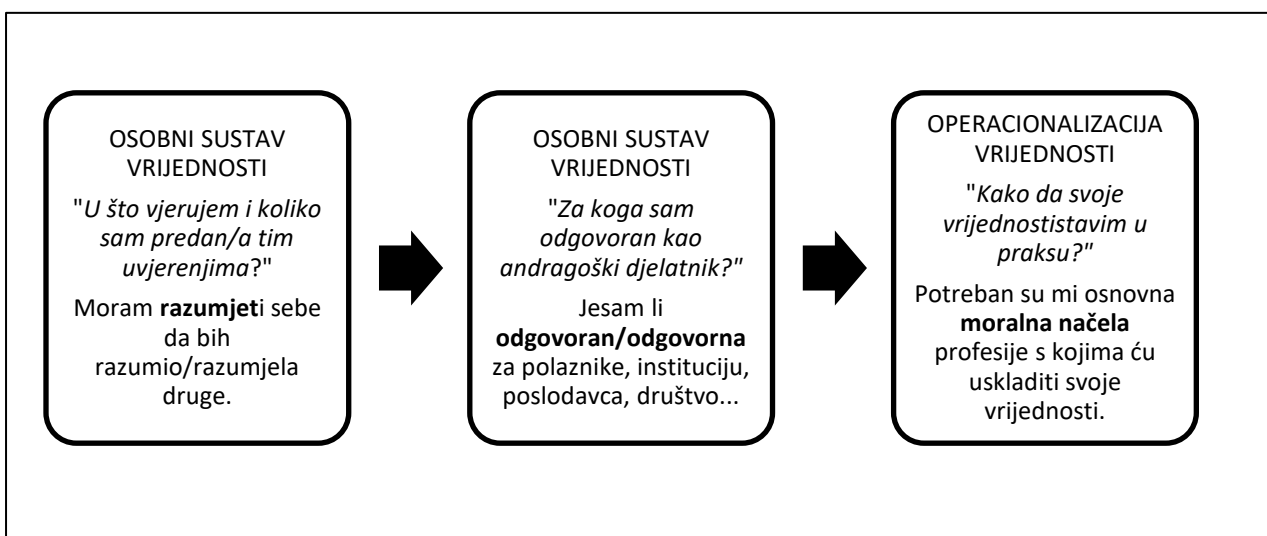 OSOBNI SUSTAV
VRIJEDNOSTI
"U što vjerujem i koliko
sam predan/a tim
uvjerenjima?"
Moram razumjeti sebe
da bih
razumio/razumjela
druge.
OSOBNI SUSTAV
VRIJEDNOSTI
"Za koga sam
odgovoran kao
andragoški djelatnik?"
Jesam li
odgovoran/odgovorna
za polaznike, instituciju,
poslodavca, društvo...
OPERACIONALIZACIJA
VRIJEDNOSTI
"Kako da svoje
vrijednostistavim u
praksu?"
Potreban su mi osnovna
moralna načela
profesije s kojima ću
uskladiti svoje
vrijednosti.